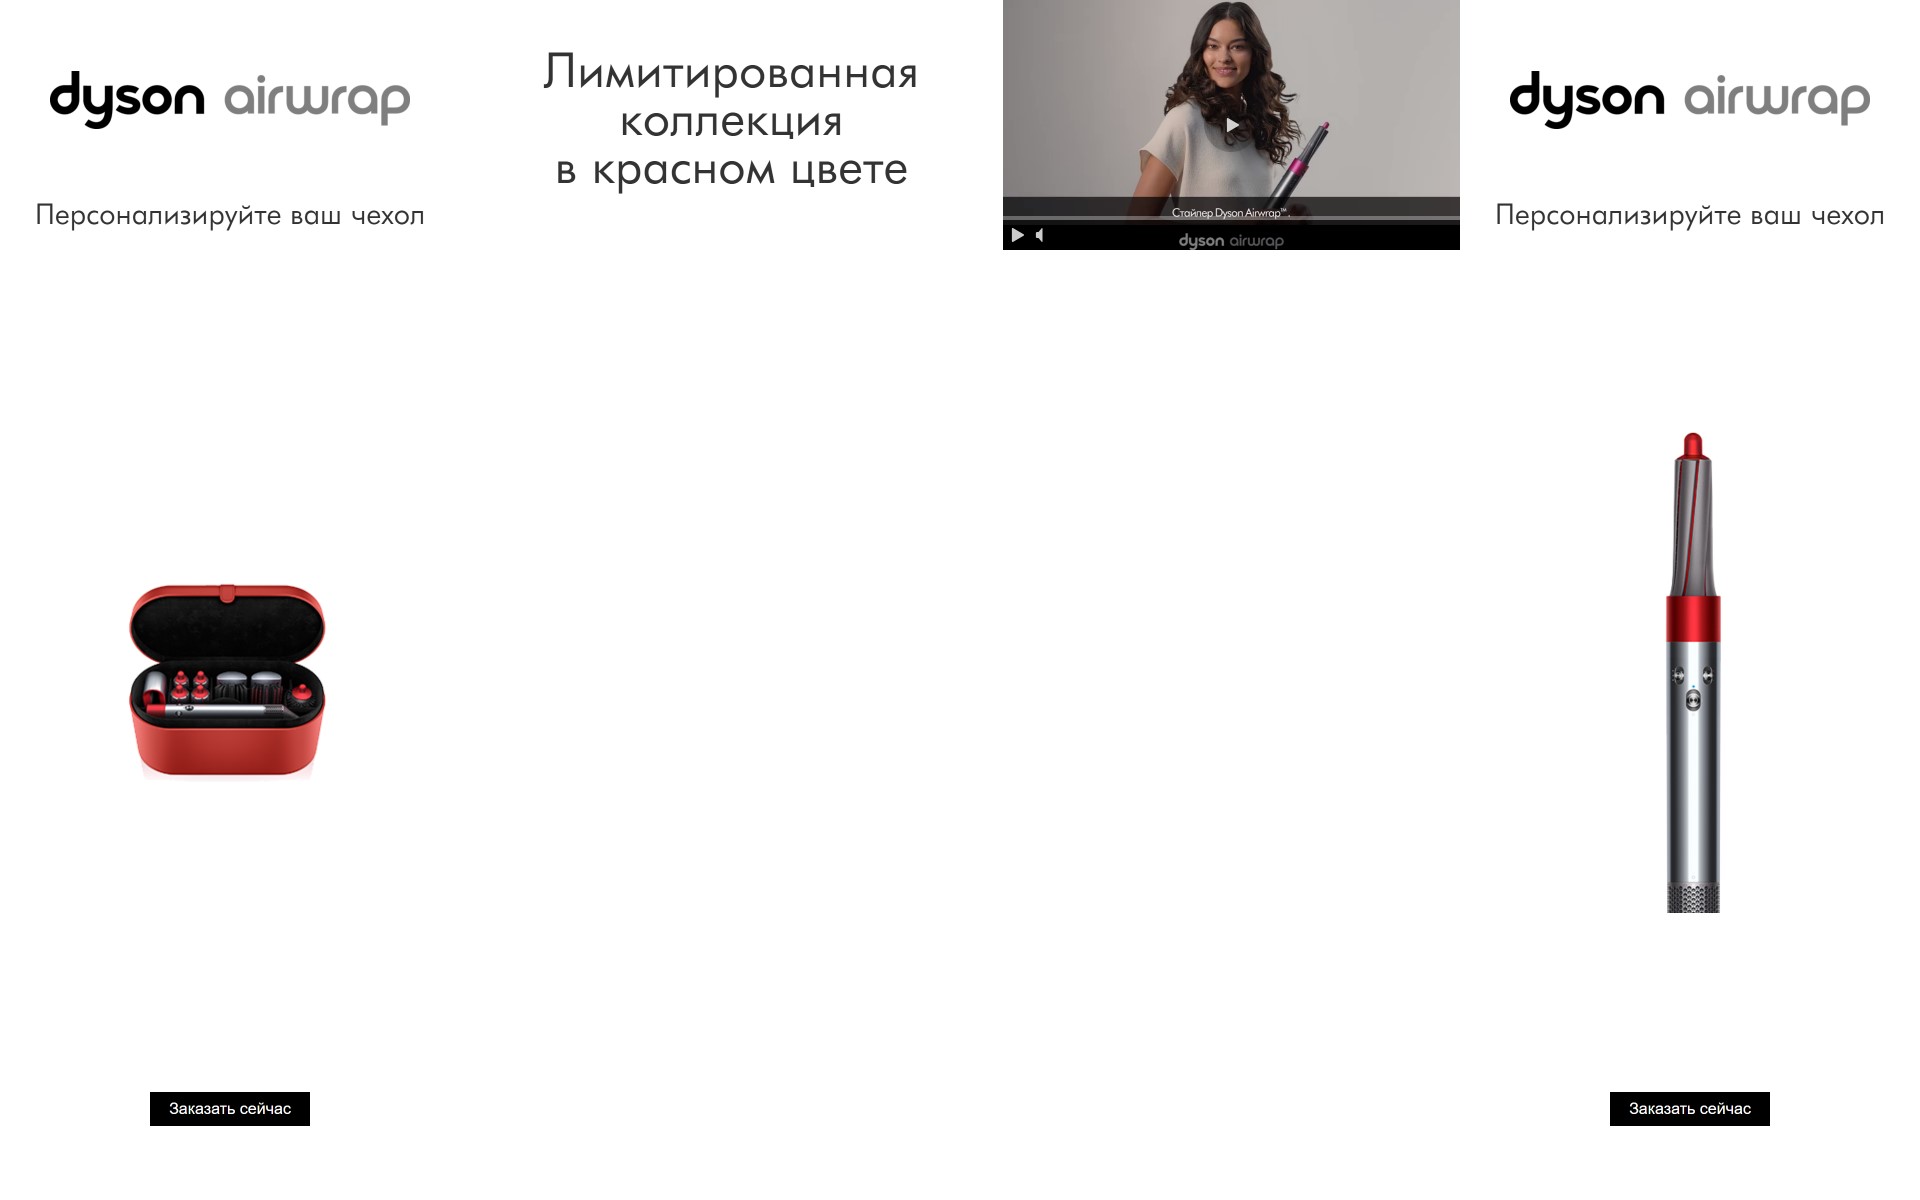 dyson airwrap
Персонализируйте ваш чехол
Заказать сейчас
Лимитированная
коллекция
в красном цвете
Стайлер Dyson Airwrap™.
dyson airwrap
dyson airwrap
Персонализируйте ваш чехол
Заказать сейчас